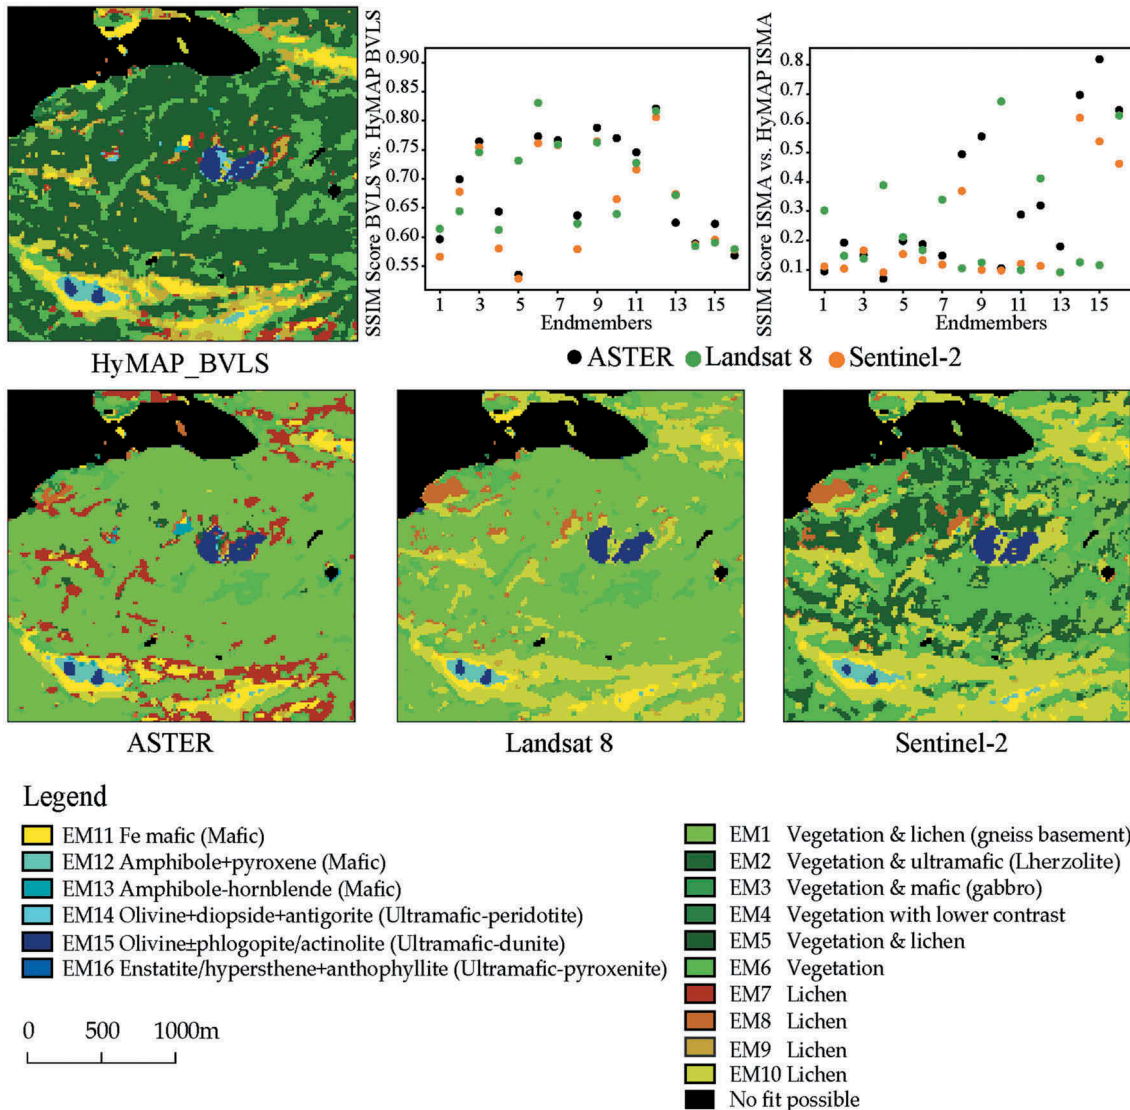 HyMAP_BVLS
SSIM Score BVLS vs. HyMAP BVLS
0.90
0.85
0.80
0.75
0.70
0.65
0.60
0.55
1 3 5 7 9 11 13 15
Endmembers
SSIM Score ISMA vs. HyMAP ISMA
0.8
0.7
0.6
0.5
0.4
0.3
0.2
0.1
1 3 5 7 9 11 13 15
Endmembers
ASTER Landsat 8 Sentinel-2
ASTER
Landsat 8
Sentinel-2
Legend
EM11 Fe mafic (Mafic)
EM12 Amphibole+pyroxene (Mafic)
EM13 Amphibole-hornblende (Mafic)
EM14 Olivine+diopside+antigorite (Ultramafic-peridotite)
EM15 Olivine±phlogopite/actinolite (Ultramafic-dunite)
EM16 Enstatite/hypersthene+anthophyllite (Ultramafic-pyroxenite)
0 500 1000m
EM1 Vegetation & lichen (gneiss basement)
EM2 Vegetation & ultramafic (Lherzolite)
EM3 Vegetation & mafic (gabbro)
EM4 Vegetation with lower contrast
EM5 Vegetation & lichen
EM6 Vegetation
EM7 Lichen
EM8 Lichen
EM9 Lichen
EM10 Lichen
No fit possible